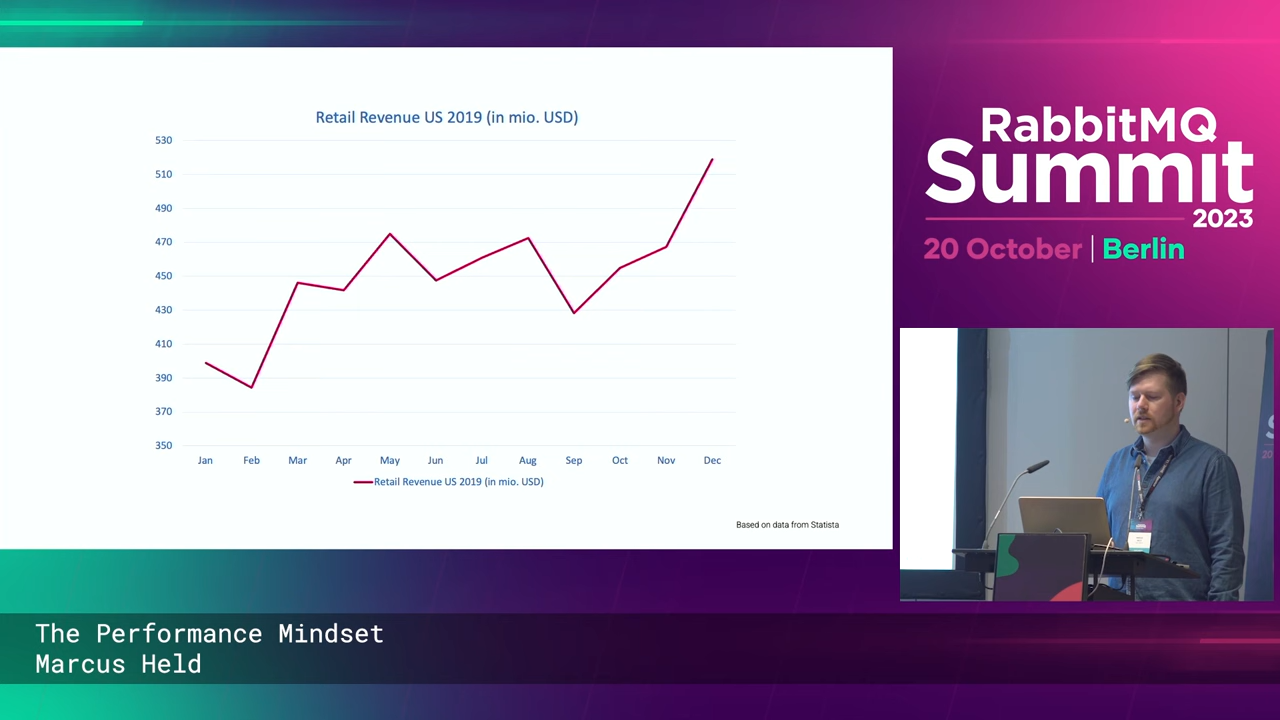 Retail Revenue US 2019 (in mio. USD)
530
510
490
470
450
430
410
390
370
350
Jan Feb Mar Apr May Jun Jul Aug Sep Oct Nov Dec
Retail Revenue US 2019 (in mio. USD)
Based on data from Statista
RabbitMQ
Summit
2023
20 October | Berlin
The Performance Mindset
Marcus Held